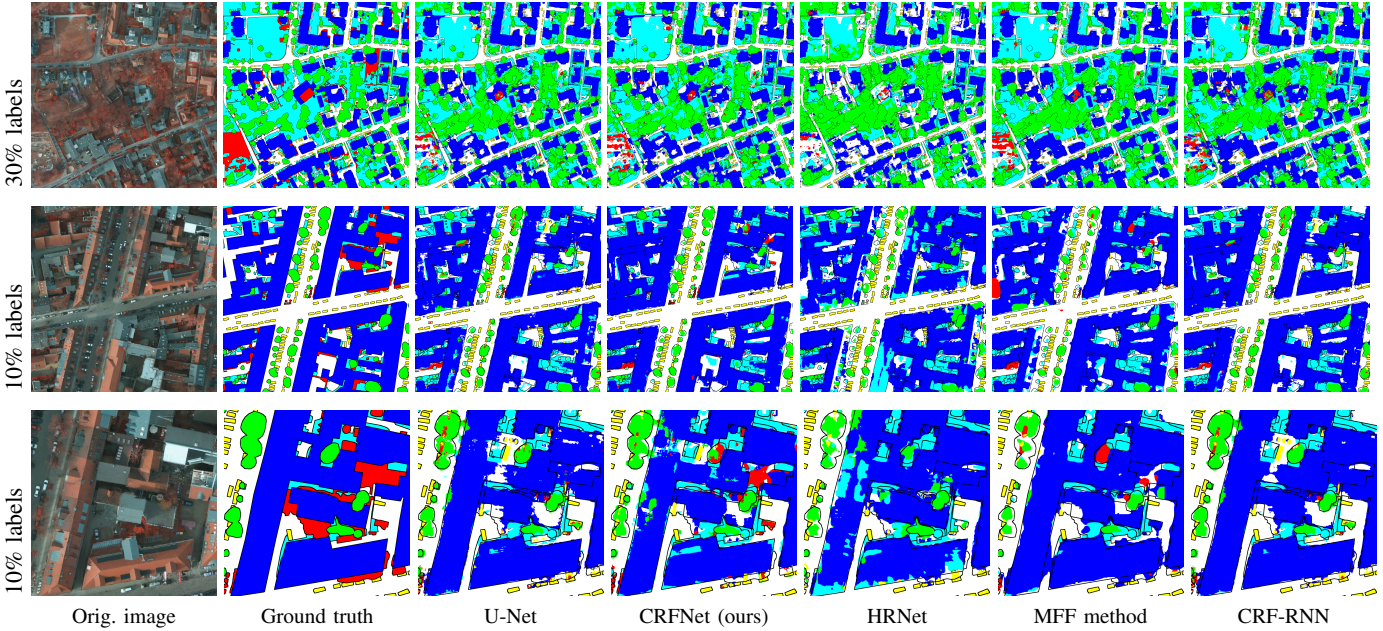 30% labels
10% labels
10% labels
Orig. image
Ground truth
U-Net
CRFNet (ours)
HRNet
MFF method
CRF-RNN